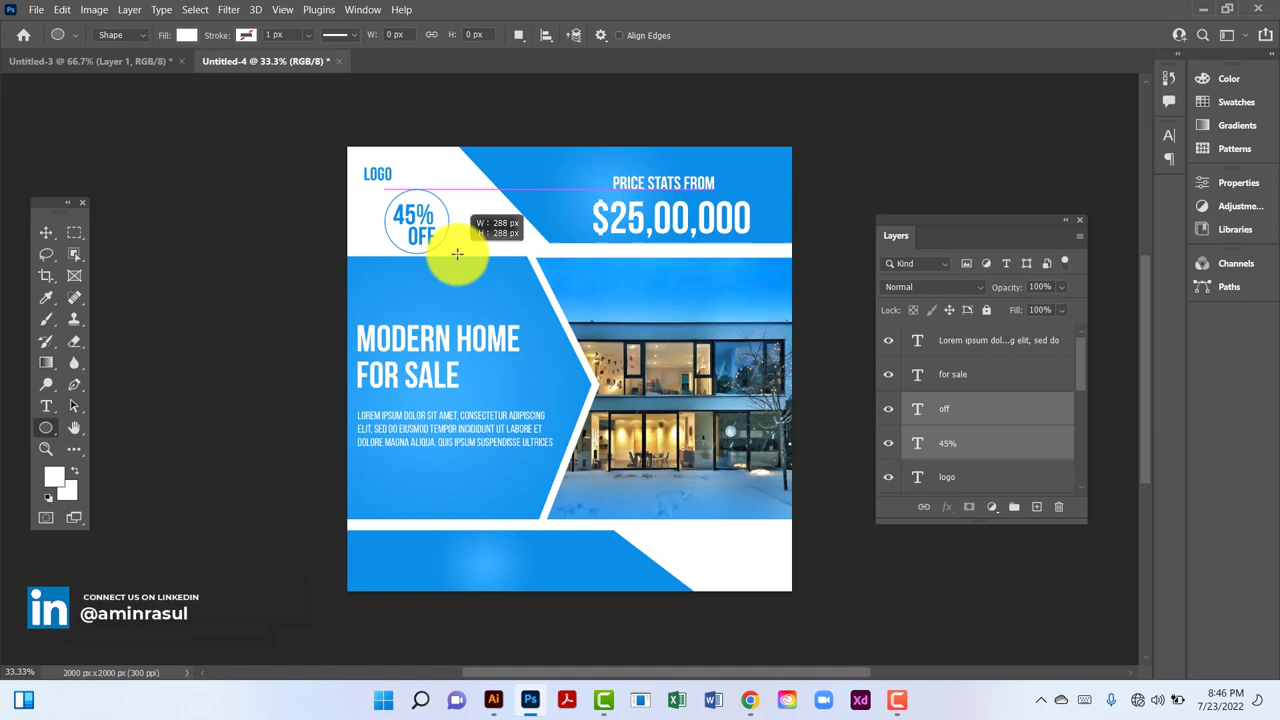 Ps File Edit Image Layer Type Select Filter 3D View Plugins Window Help
Shape Fill: Stroke: 1 px W: 0 px H: 0 px Align Edges
Untitled-3 @ 66.7% (Layer 1, RGB/8) * × Untitled-4 @ 33.3% (RGB/8) * ×
Color
Swatches
Gradients
Patterns
Properties
Adjustme...
Libraries
Channels
Paths
LOGO
45%
OFF
W: 288 px
H: 288 px
PRICE STATS FROM
$25,00,000
MODERN HOME
FOR SALE
LOREM IPSUM DOLOR SIT AMET, CONSECTETUR ADIPISCING
ELIT, SED DO EIUSMOD TEMPOR INCIDIDUNT UT LABORE ET
DOLORE MAGNA ALIQUA. QUIS IPSUM SUSPENDISSE ULTRICES
Layers
Kind
Normal Opacity: 100%
Lock: Fill: 100%
Lorem ipsum dol...g elit, sed do
for sale
off
45%
logo
in CONNECT US ON LINKEDIN
@aminrasul
33.33% 2000 px x 2000 px (300 ppi)
Ai Ps Xd
8:46 PM
7/23/2022